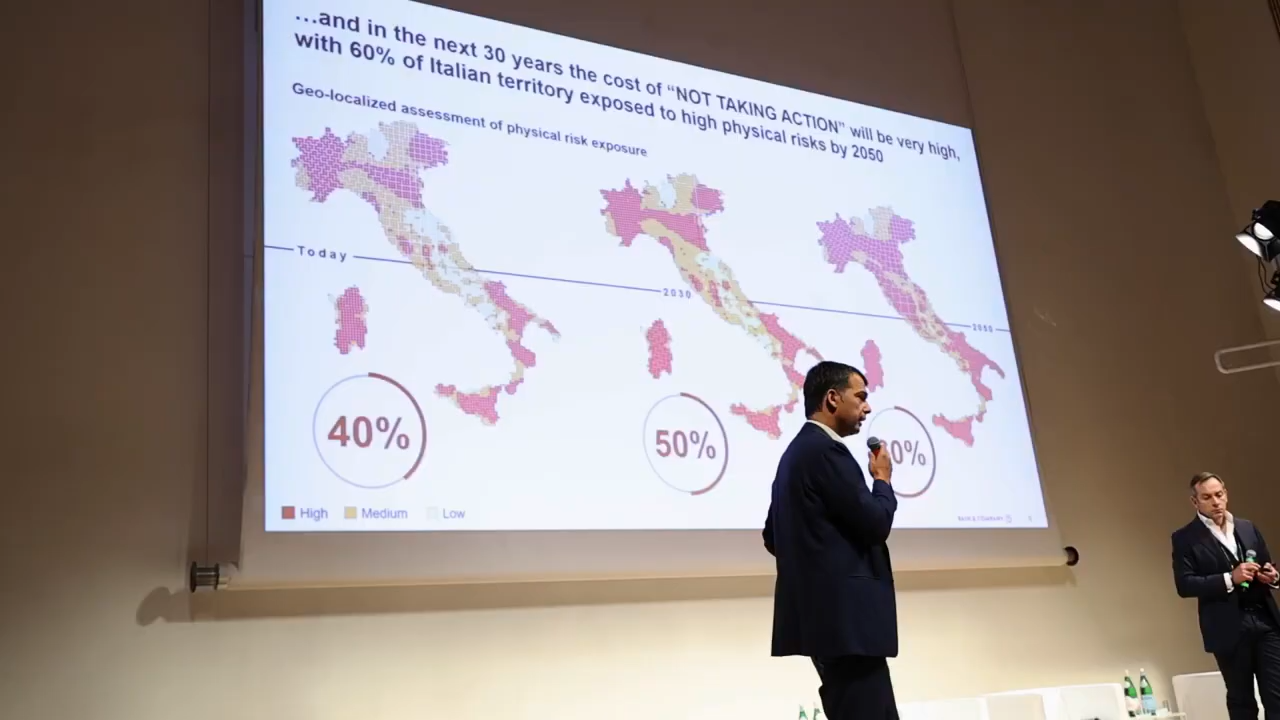 ...and in the next 30 years the cost of “NOT TAKING ACTION” will be very high,
with 60% of Italian territory exposed to high physical risks by 2050
Geo-localized assessment of physical risk exposure
Today
2030
2050
40%
50%
0%
High
Medium
Low